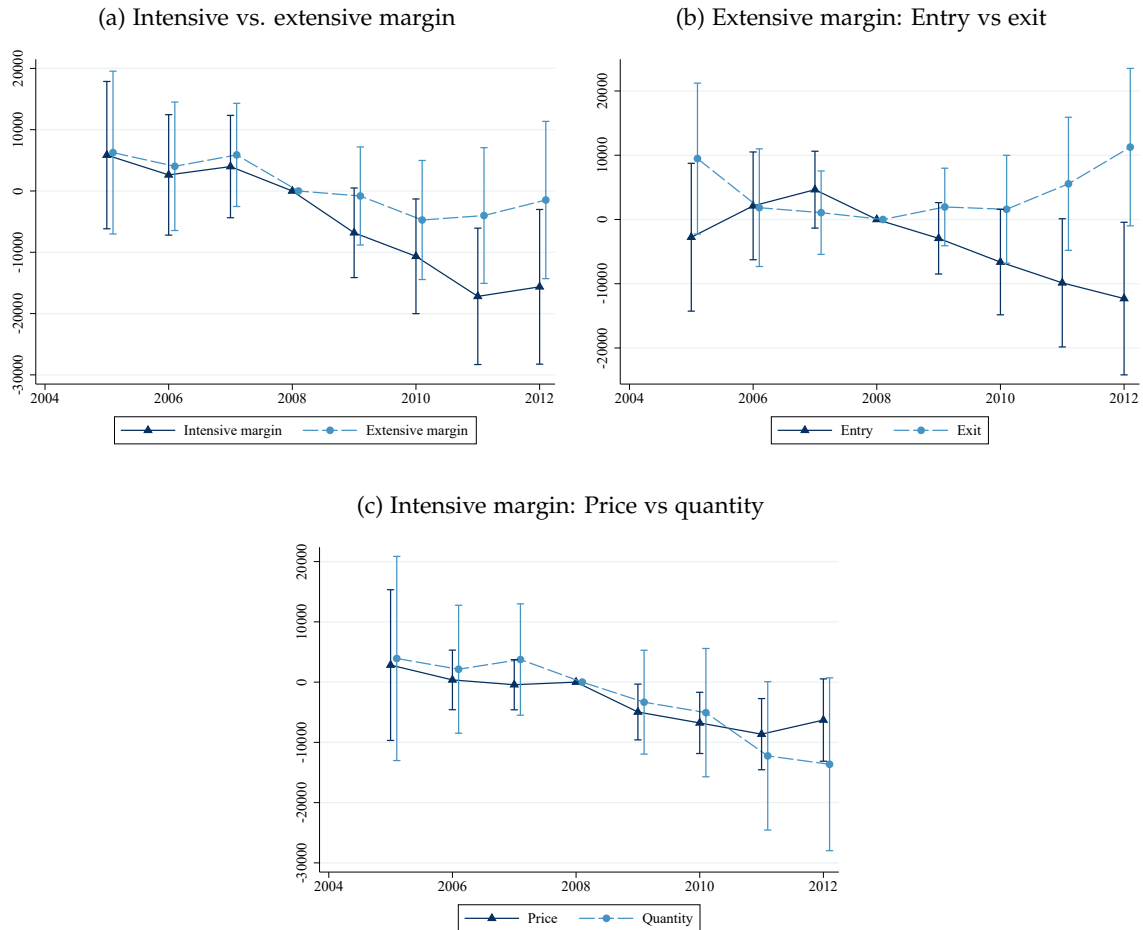 (a) Intensive vs. extensive margin
20000
10000
0
-10000
-20000
-30000
2004 2006 2008 2010 2012
Intensive margin Extensive margin
(b) Extensive margin: Entry vs exit
20000
10000
0
-10000
-20000
2004 2006 2008 2010 2012
Entry Exit
(c) Intensive margin: Price vs quantity
20000
10000
0
-10000
-20000
-30000
2004 2006 2008 2010 2012
Price Quantity